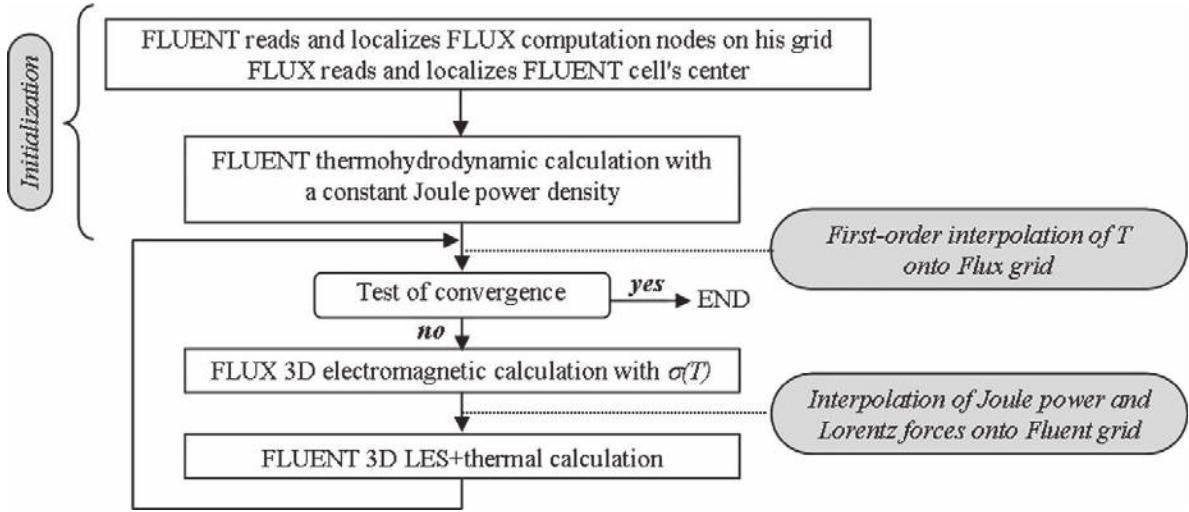 Initialization
FLUENT reads and localizes FLUX computation nodes on his grid
FLUX reads and localizes FLUENT cell's center
FLUENT thermohydrodynamic calculation with
a constant Joule power density
First-order interpolation of T
onto Flux grid
Test of convergence
yes
END
no
FLUX 3D electromagnetic calculation with σ(T)
Interpolation of Joule power and
Lorentz forces onto Fluent grid
FLUENT 3D LES+thermal calculation